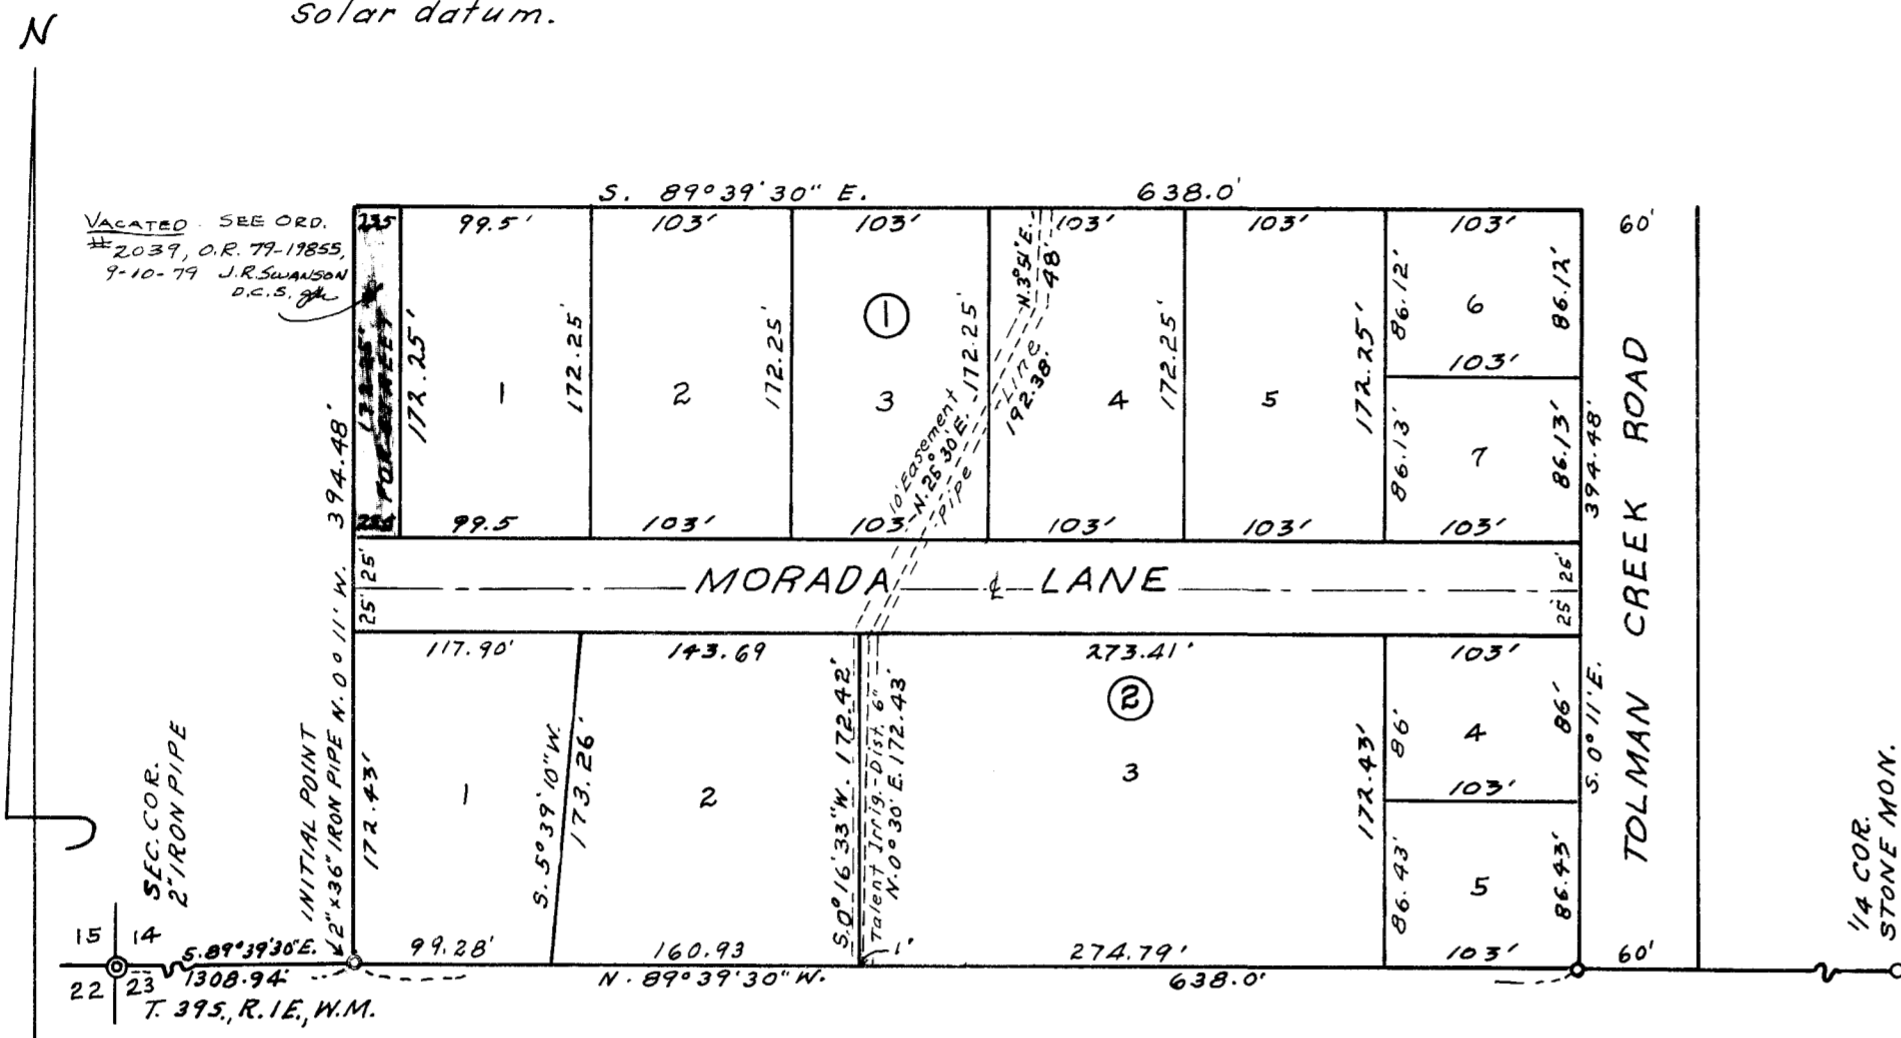 solar datum.
N
S. 89°39'30" E. 638.0'
VACATED. SEE ORD.
#2039, O.R. 79-19855,
9-10-79 J.R. SWANSON
D.C.S.
99.5' 103' 103' 103' 103' 103' 60'
394.48'
172.25'
FOR STREET
172.25'
1
172.25'
2
172.25'
1
3
172.25'
10' Easement
N. 26° 30' E.
Pipe Line
192.38'
N. 3° 51' E.
48'
4
172.25'
5
172.25'
86.12'
6
86.12'
103'
86.13'
7
86.13'
394.48'
99.5 103' 103' 103' 103' 103'
25' 25'
MORADA ℄ LANE
25' 25'
TOLMAN CREEK ROAD
117.90' 143.69 273.41' 103'
INITIAL POINT
2"x36" IRON PIPE N. 0° 11' W.
172.43'
1
S. 5° 39' 10" W.
173.26'
2
S. 0° 16' 33" W. 172.42'
Talent Irrig. Dist. 6"
N. 0° 30' E. 172.43'
2
3
172.43'
86'
4
86'
103'
S. 0° 11' E.
86.43'
5
86.43'
SEC. COR.
2" IRON PIPE
1/4 COR.
STONE MON.
99.28' 160.93 1' 274.79' 103' 60'
15 14
22 23
S. 89°39'30" E.
1308.94'
N. 89°39'30" W. 638.0'
T. 39S., R. 1E., W.M.